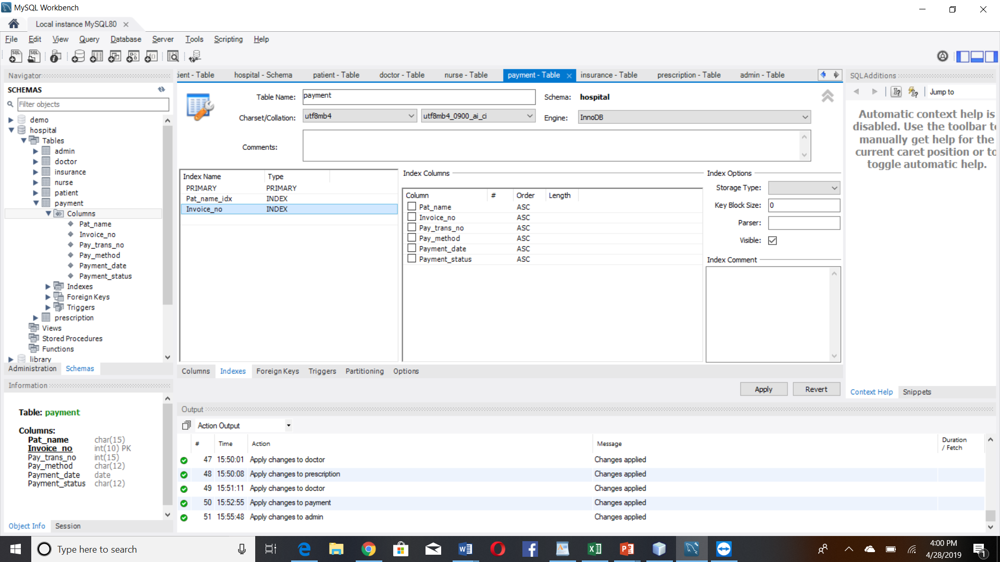 MySQL Workbench
Local instance MySQL80
File Edit View Query Database Server Tools Scripting Help
Navigator
SCHEMAS
Filter objects
demo
hospital
Tables
admin
doctor
insurance
nurse
patient
payment
Columns
Pat_name
Invoice_no
Pay_trans_no
Pay_method
Payment_date
Payment_status
Indexes
Foreign Keys
Triggers
prescription
Views
Stored Procedures
Functions
library
Administration Schemas
Information
Table: payment
Columns:
Pat_name char(15)
Invoice_no int(10) PK
Pay_trans_no int(15)
Pay_method char(12)
Payment_date date
Payment_status char(12)
Object Info Session
tient - Table hospital - Schema patient - Table doctor - Table nurse - Table payment - Table insurance - Table prescription - Table admin - Table
Table Name: payment Schema: hospital
Charset/Collation: utf8mb4 utf8mb4_0900_ai_ci Engine: InnoDB
Comments:
Index Name Type
PRIMARY PRIMARY
Pat_name_idx INDEX
Invoice_no INDEX
Index Columns
Column # Order Length
Pat_name ASC
Invoice_no ASC
Pay_trans_no ASC
Pay_method ASC
Payment_date ASC
Payment_status ASC
Index Options
Storage Type:
Key Block Size: 0
Parser:
Visible:
Index Comment
Columns Indexes Foreign Keys Triggers Partitioning Options
Apply Revert
SQLAdditions
Jump to
Automatic context help is
disabled. Use the toolbar to
manually get help for the
current caret position or to
toggle automatic help.
Context Help Snippets
Output
Action Output
# Time Action Message Duration / Fetch
47 15:50:01 Apply changes to doctor Changes applied
48 15:50:08 Apply changes to prescription Changes applied
49 15:51:11 Apply changes to doctor Changes applied
50 15:52:55 Apply changes to payment Changes applied
51 15:55:48 Apply changes to admin Changes applied
Type here to search
4:00 PM
4/28/2019
1